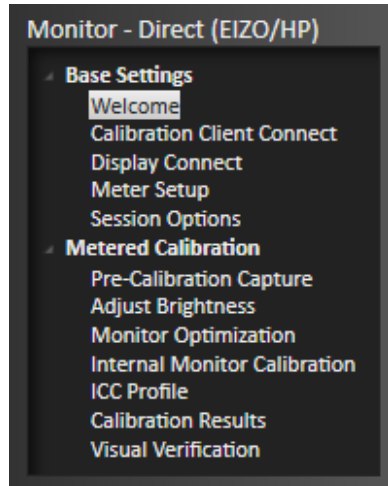 Monitor - Direct (EIZO/HP)
Base Settings
Welcome
Calibration Client Connect
Display Connect
Meter Setup
Session Options
Metered Calibration
Pre-Calibration Capture
Adjust Brightness
Monitor Optimization
Internal Monitor Calibration
ICC Profile
Calibration Results
Visual Verification